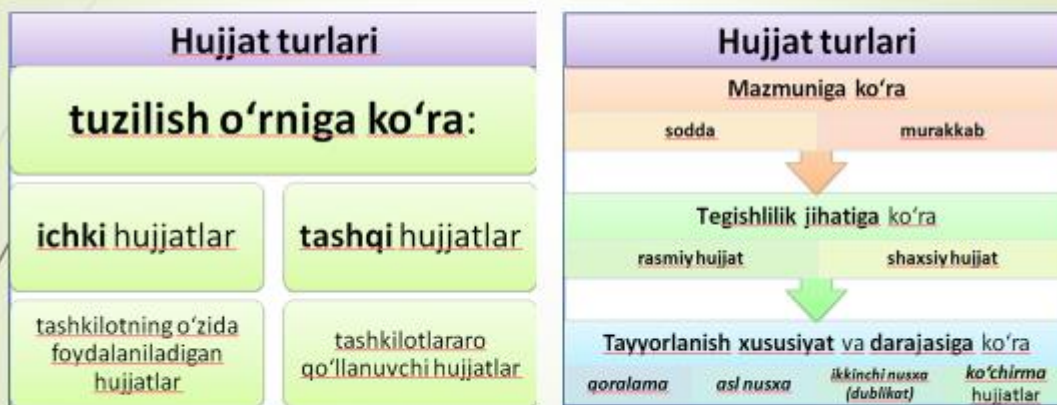 Hujjat turlari
tuzilish o‘rniga ko‘ra:
ichki hujjatlar
tashqi hujjatlar
tashkilotning o‘zida
foydalaniladigan
hujjatlar
tashkilotlararo
qo‘llanuvchi hujjatlar
Hujjat turlari
Mazmuniga ko‘ra
sodda
murakkab
Tegishlilik jihatiga ko‘ra
rasmiy hujjat
shaxsiy hujjat
Tayyorlanish xususiyat va darajasiga ko‘ra
qoralama
asl nusxa
ikkinchi nusxa
(dublikat)
ko‘chirma
hujjatlar